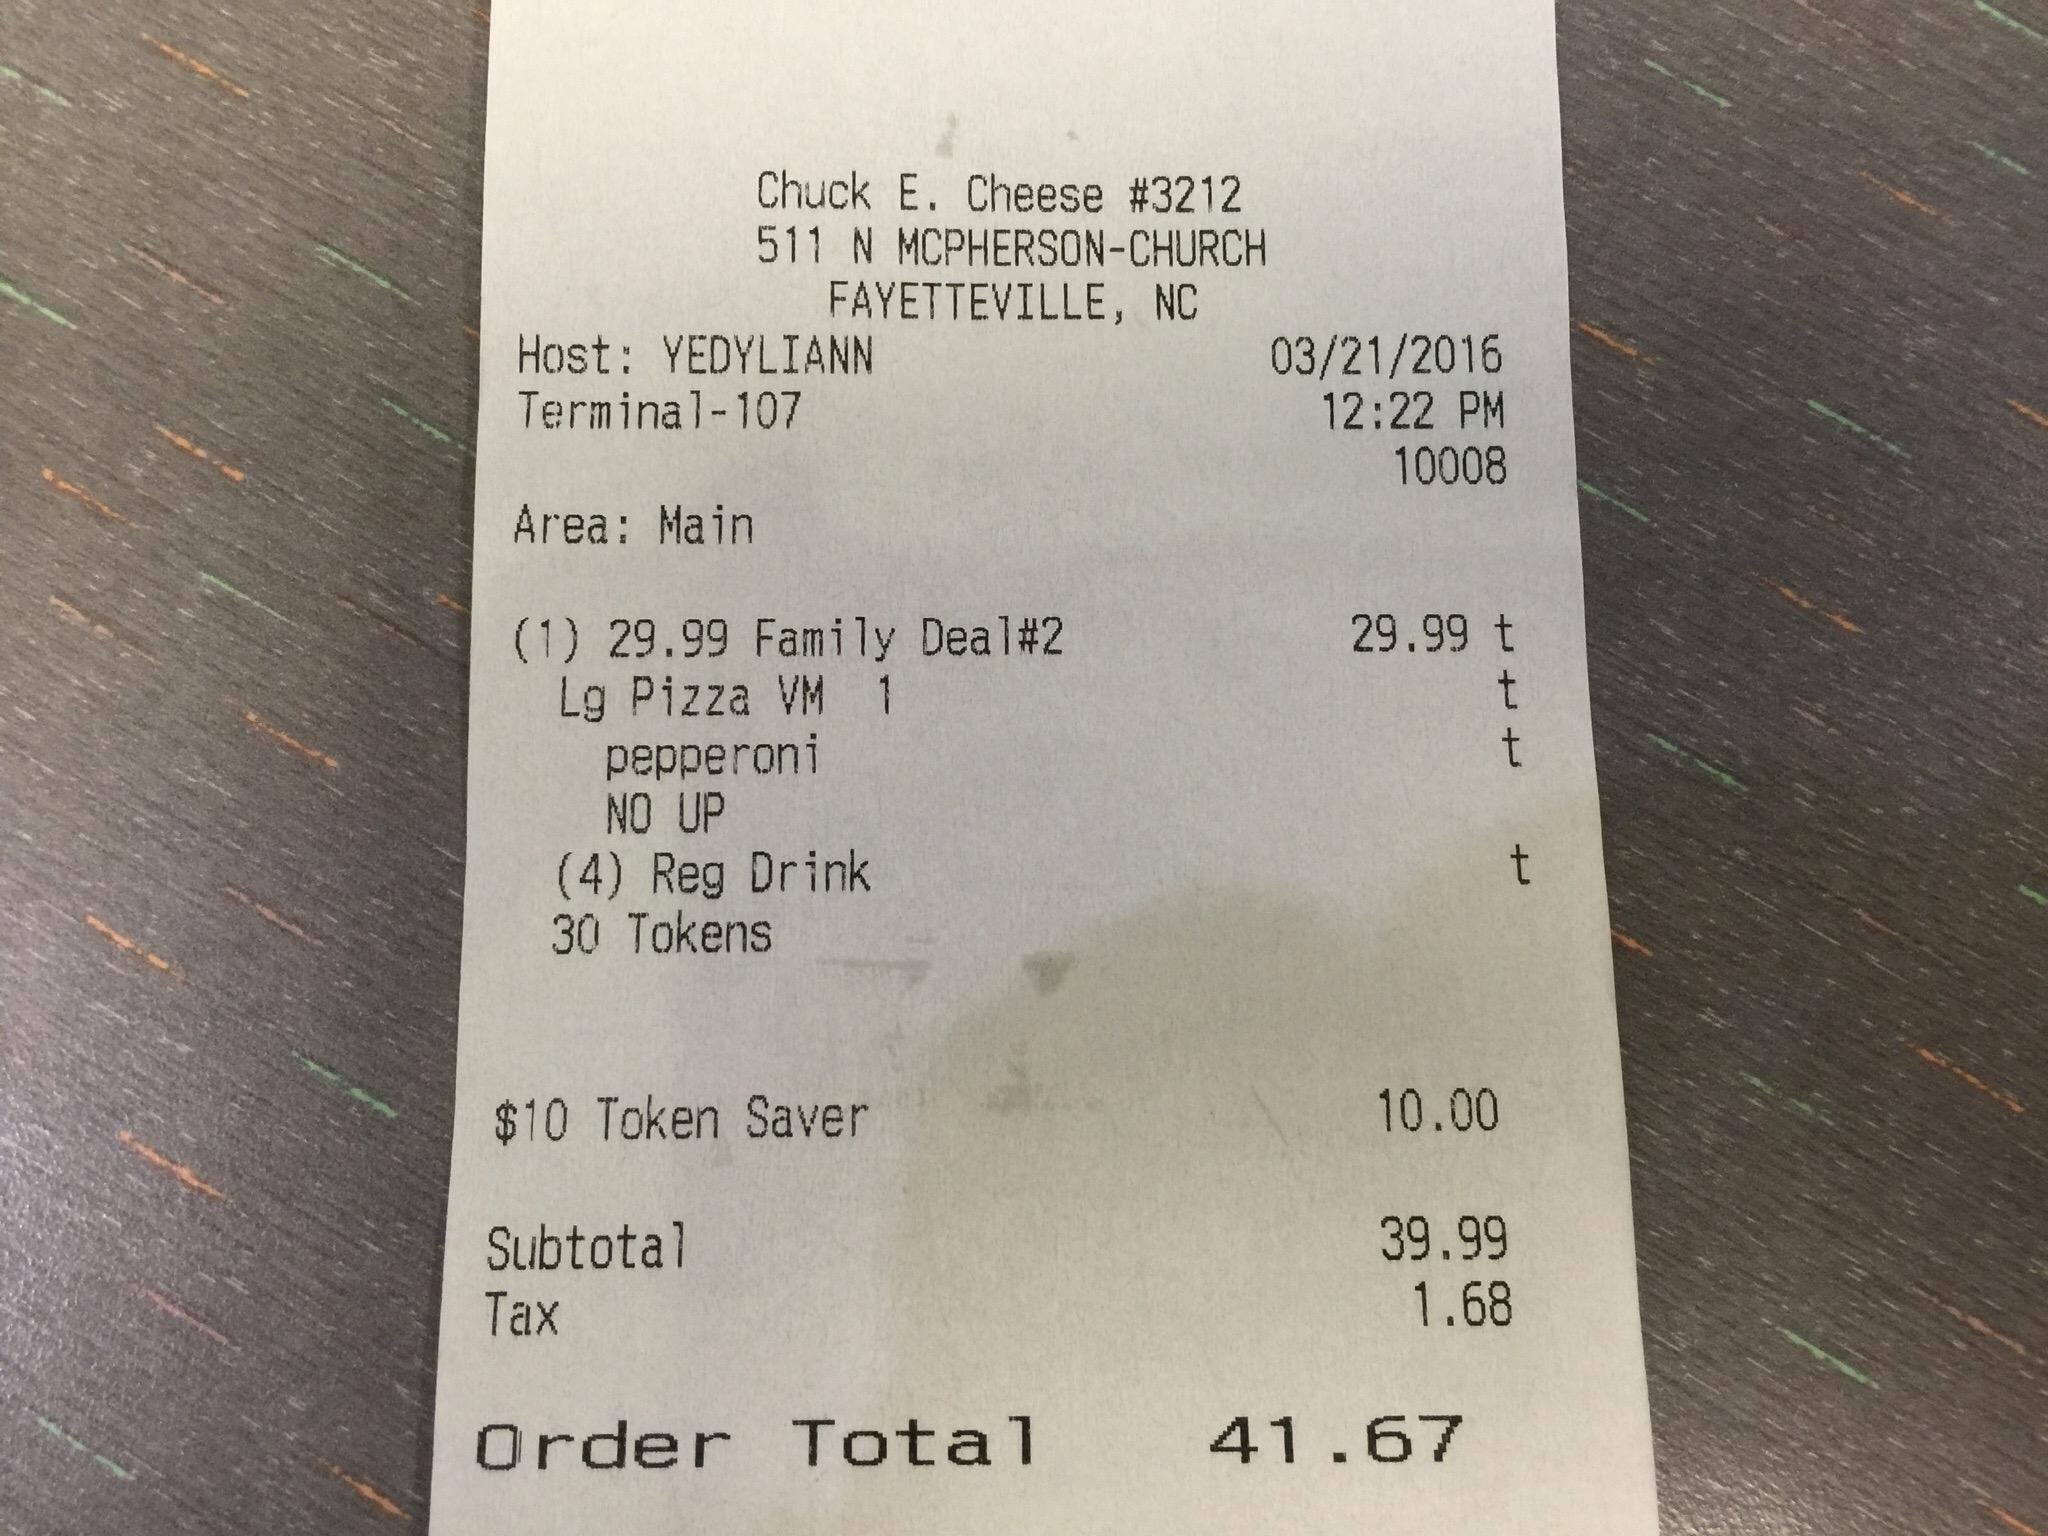 Chuck E. Cheese #3212
511 N MCPHERSON-CHURCH
FAYETTEVILLE, NC
Host: YEDYLIANN 03/21/2016
Terminal-107 12:22 PM
10008
Area: Main
(1) 29.99 Family Deal#2 29.99 t
Lg Pizza VM 1 t
pepperoni t
NO UP
(4) Reg Drink t
30 Tokens
$10 Token Saver 10.00
Subtotal 39.99
Tax 1.68
Order Total 41.67